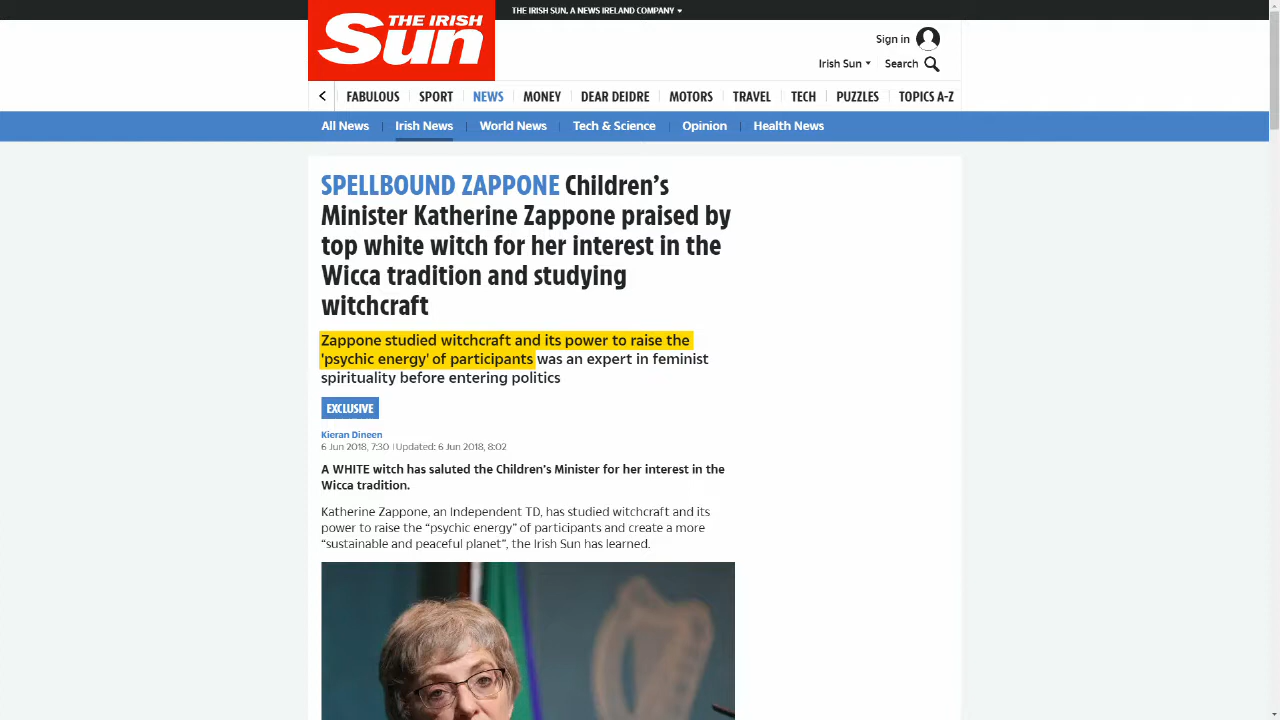 THE IRISH SUN, A NEWS IRELAND COMPANY
THE IRISH
Sun
Sign in
Irish Sun
Search
FABULOUS SPORT NEWS MONEY DEAR DEIDRE MOTORS TRAVEL TECH PUZZLES TOPICS A-Z
All News Irish News World News Tech & Science Opinion Health News
SPELLBOUND ZAPPONE Children's
Minister Katherine Zappone praised by
top white witch for her interest in the
Wicca tradition and studying
witchcraft
Zappone studied witchcraft and its power to raise the
'psychic energy' of participants was an expert in feminist
spirituality before entering politics
EXCLUSIVE
Kieran Dineen
6 Jun 2018, 7:30 | Updated: 6 Jun 2018, 8:02
A WHITE witch has saluted the Children's Minister for her interest in the
Wicca tradition.
Katherine Zappone, an Independent TD, has studied witchcraft and its
power to raise the “psychic energy” of participants and create a more
“sustainable and peaceful planet”, the Irish Sun has learned.